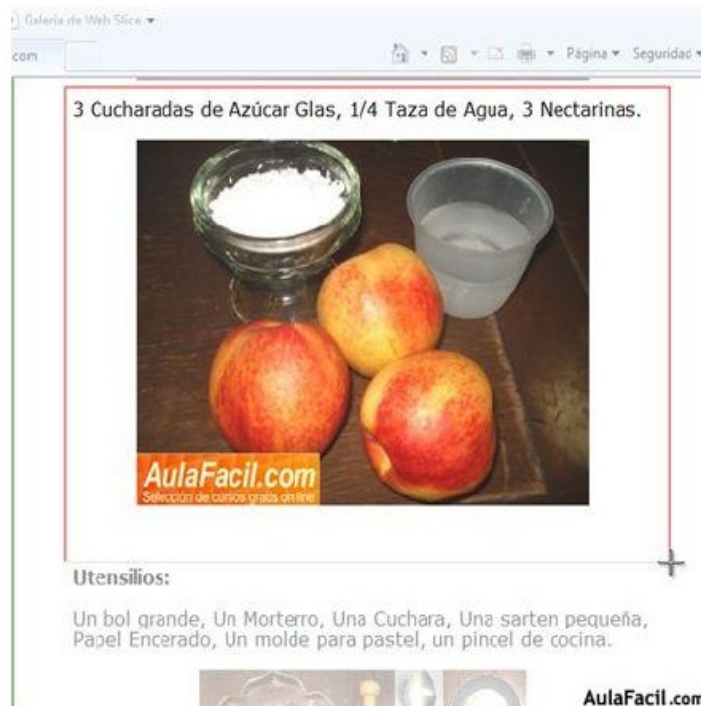 Galería de Web Slice
com
Página Seguridad
3 Cucharadas de Azúcar Glas, 1/4 Taza de Agua, 3 Nectarinas.
AulaFacil.com
Selección de cursos gratis on line
Utensilios:
Un bol grande, Un Morterro, Una Cuchara, Una sarten pequeña,
Papel Encerado, Un molde para pastel, un pincel de cocina.
AulaFacil.com